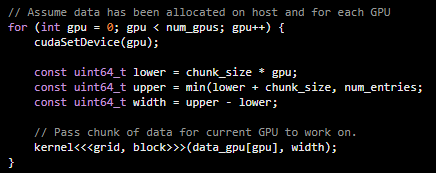 // Assume data has been allocated on host and for each GPU
for (int gpu = 0; gpu < num_gpus; gpu++) {
cudaSetDevice(gpu);
const uint64_t lower = chunk_size * gpu;
const uint64_t upper = min(lower + chunk_size, num_entries;
const uint64_t width = upper - lower;
// Pass chunk of data for current GPU to work on.
kernel<<<grid, block>>>(data_gpu[gpu], width);
}